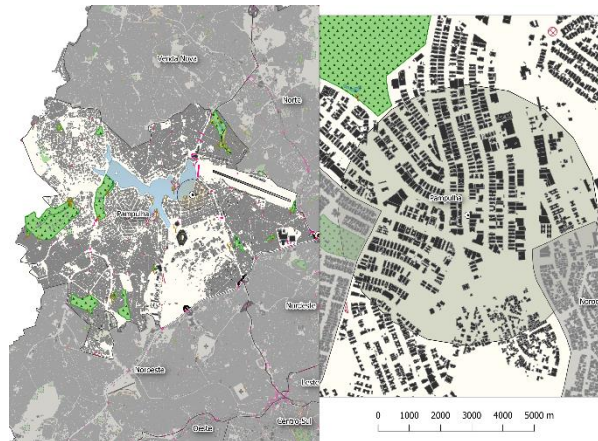 Venda Nova
Norte
Pampulha
Nordeste
Noroeste
Leste
Oeste
Centro-Sul
Pampulha
0 1000 2000 3000 4000 5000 m